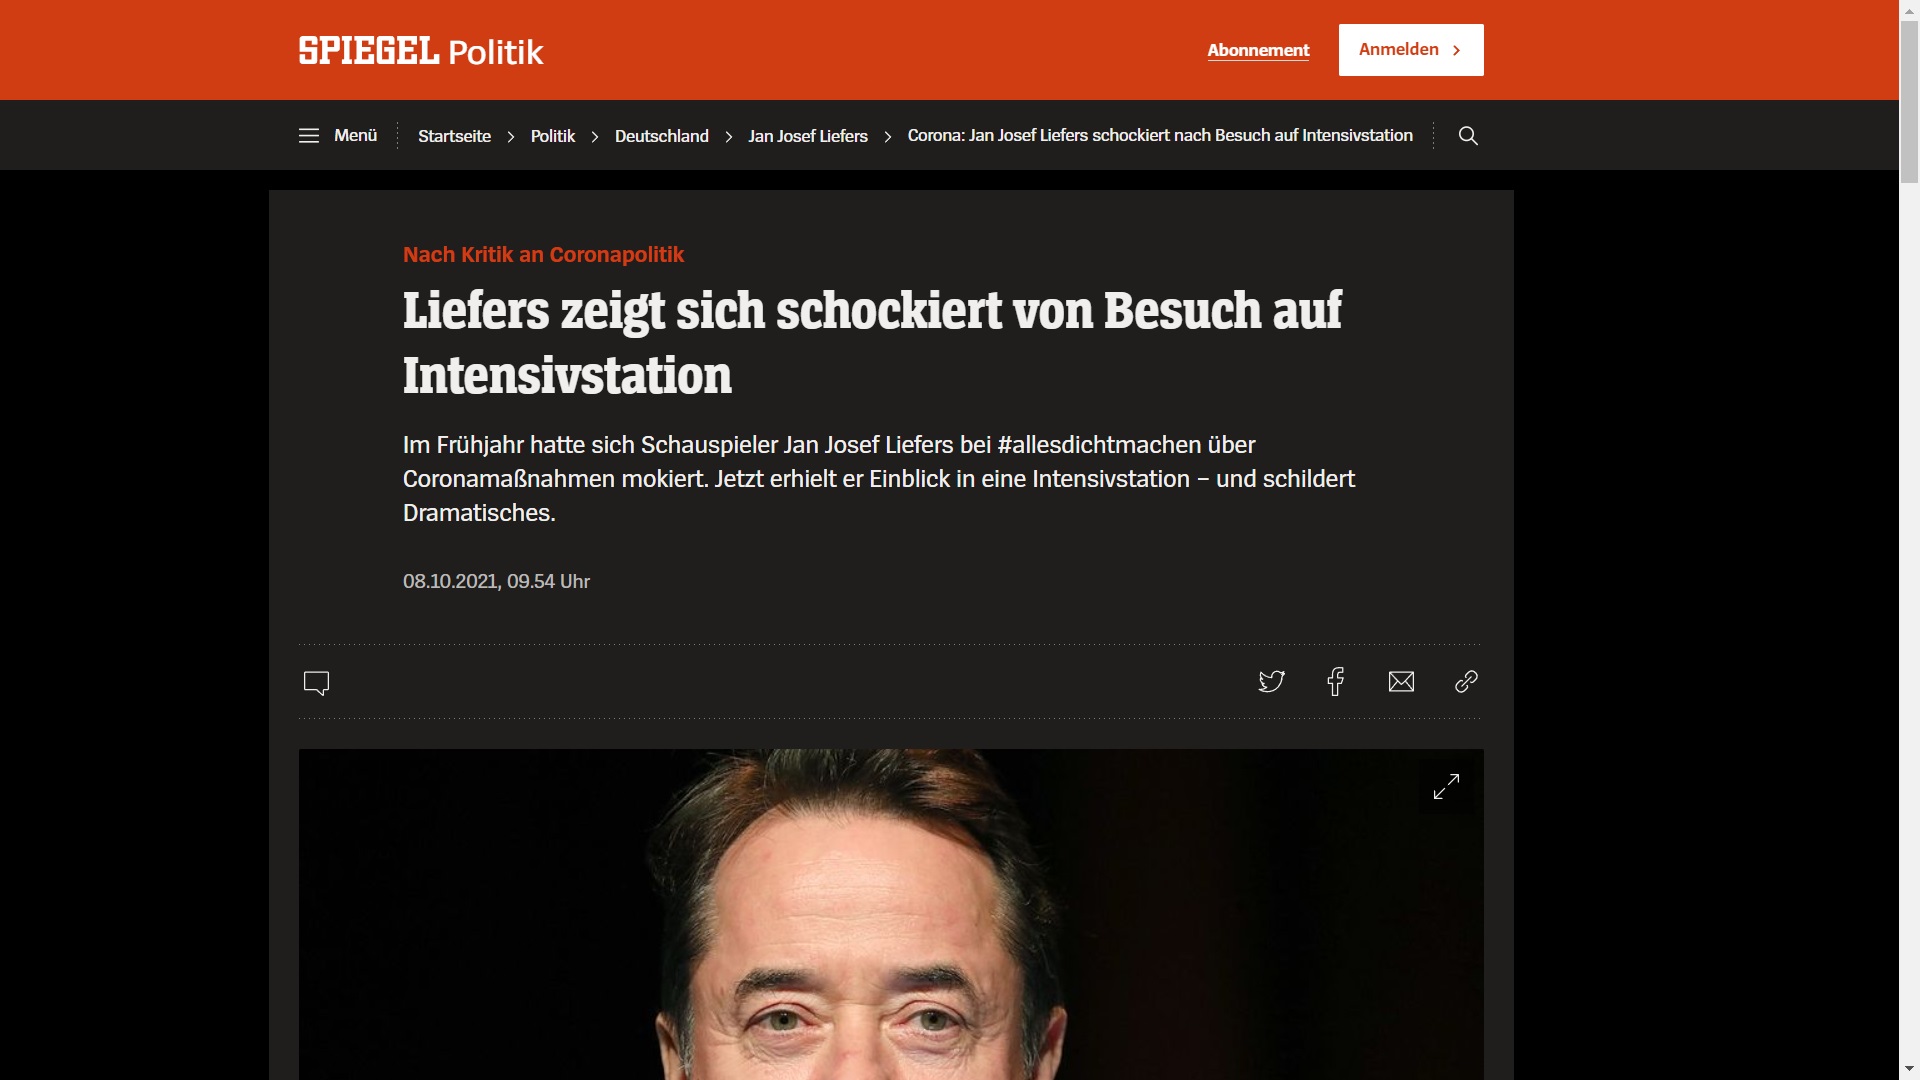 SPIEGEL Politik
Abonnement
Anmelden
Menü
Startseite
Politik
Deutschland
Jan Josef Liefers
Corona: Jan Josef Liefers schockiert nach Besuch auf Intensivstation
Nach Kritik an Coronapolitik
Liefers zeigt sich schockiert von Besuch auf
Intensivstation
Im Frühjahr hatte sich Schauspieler Jan Josef Liefers bei #allesdichtmachen über
Coronamaßnahmen mokiert. Jetzt erhielt er Einblick in eine Intensivstation – und schildert
Dramatisches.
08.10.2021, 09.54 Uhr